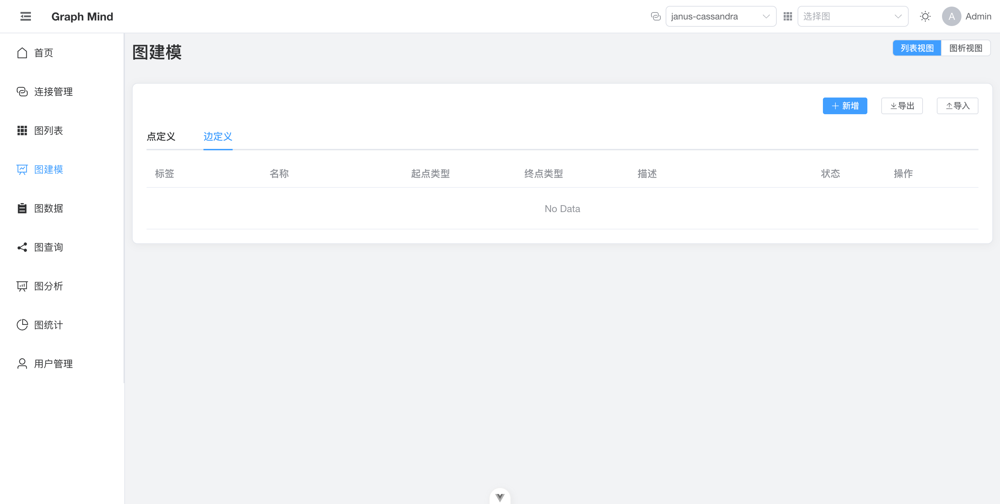 Graph Mind
janus-cassandra
选择图
A
Admin
首页
连接管理
图列表
图建模
图数据
图查询
图分析
图统计
用户管理
图建模
列表视图
图析视图
新增
导出
导入
点定义
边定义
标签
名称
起点类型
终点类型
描述
状态
操作
No Data